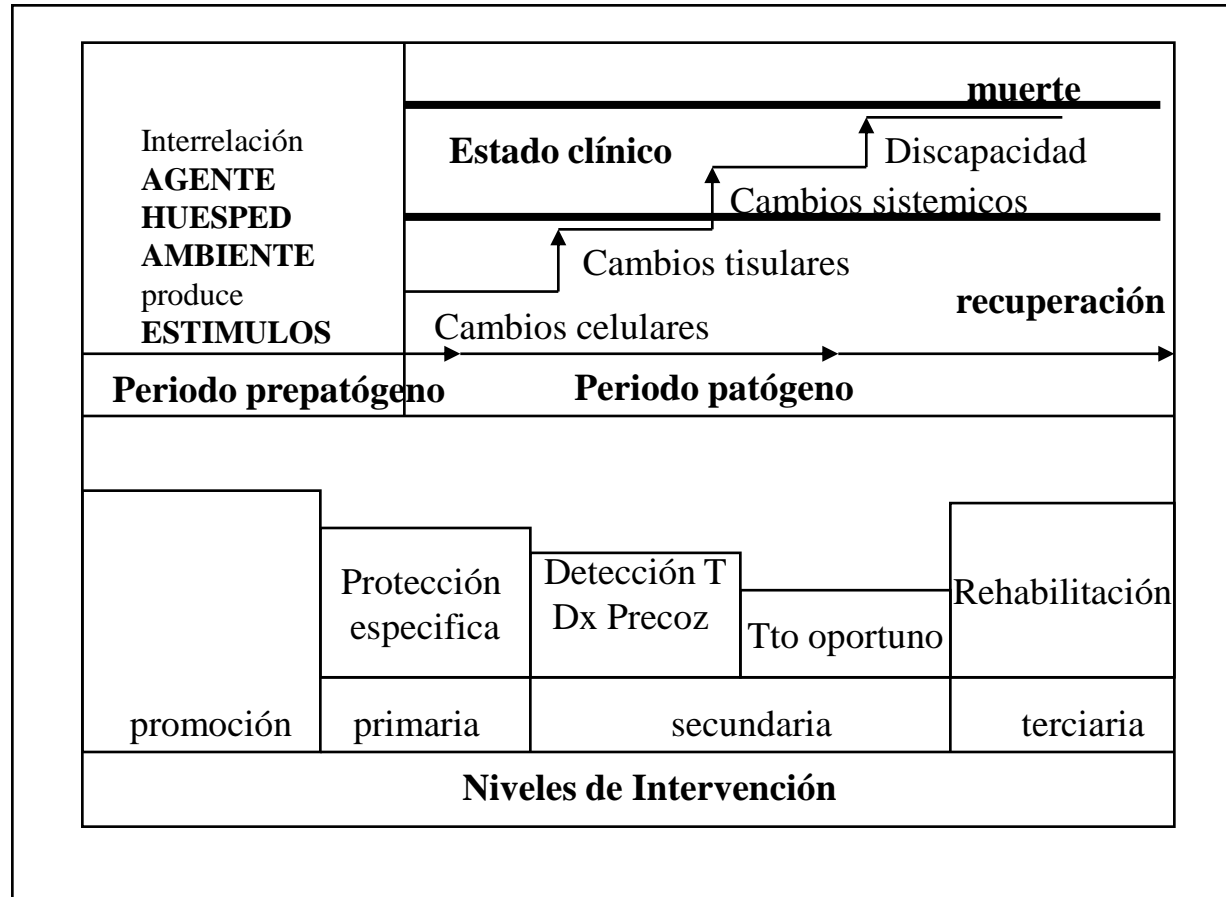 Interrelación
AGENTE
HUESPED
AMBIENTE
produce
ESTIMULOS
muerte
Estado clínico
Discapacidad
Cambios sistemicos
Cambios tisulares
recuperación
Cambios celulares
Periodo prepatógeno
Periodo patógeno
Protección
especifica
Detección T
Dx Precoz
Tto oportuno
Rehabilitación
promoción
primaria
secundaria
terciaria
Niveles de Intervención